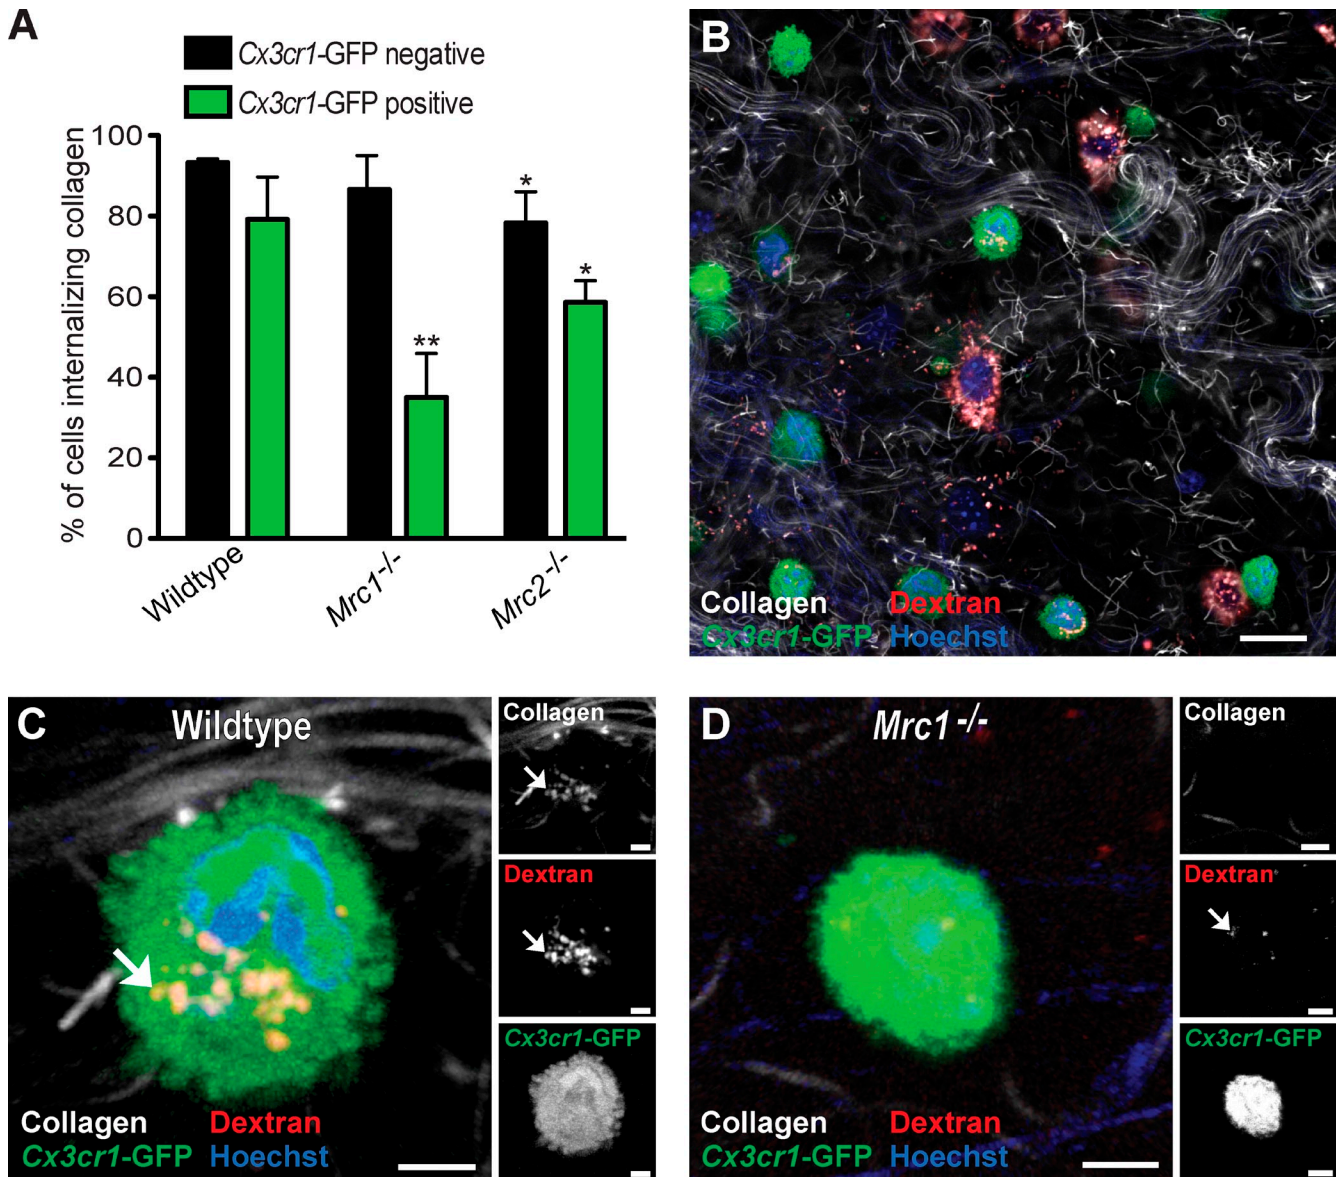 A
Cx3cr1-GFP negative
Cx3cr1-GFP positive
% of cells internalizing collagen
100
80
60
40
20
0
**
*
*
Wildtype
Mrc1-/-
Mrc2-/-
B
Collagen Dextran
Cx3cr1-GFP Hoechst
C
Wildtype
Collagen Dextran
Cx3cr1-GFP Hoechst
Collagen
Dextran
Cx3cr1-GFP
D
Mrc1-/-
Collagen Dextran
Cx3cr1-GFP Hoechst
Collagen
Dextran
Cx3cr1-GFP